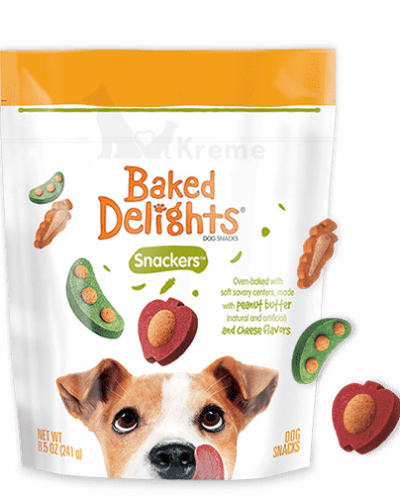 Kreme
Baked
Delights®
DOG SNACKS
Snackers™
Oven-baked with
soft savory centers, made
with peanut butter
(natural and artificial)
and cheese flavors
NET WT
8.5 OZ (241 g)
DOG
SNACKS